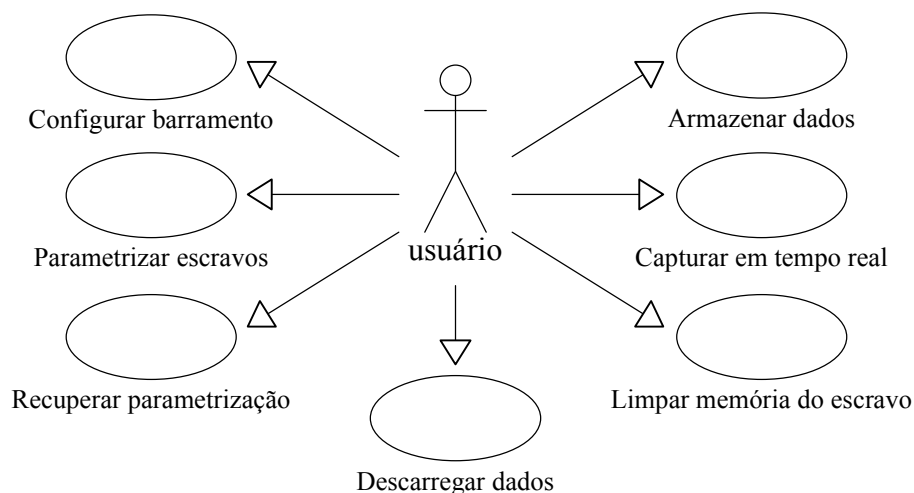 Configurar barramento
Armazenar dados
Parametrizar escravos
usuário
Capturar em tempo real
Recuperar parametrização
Limpar memória do escravo
Descarregar dados